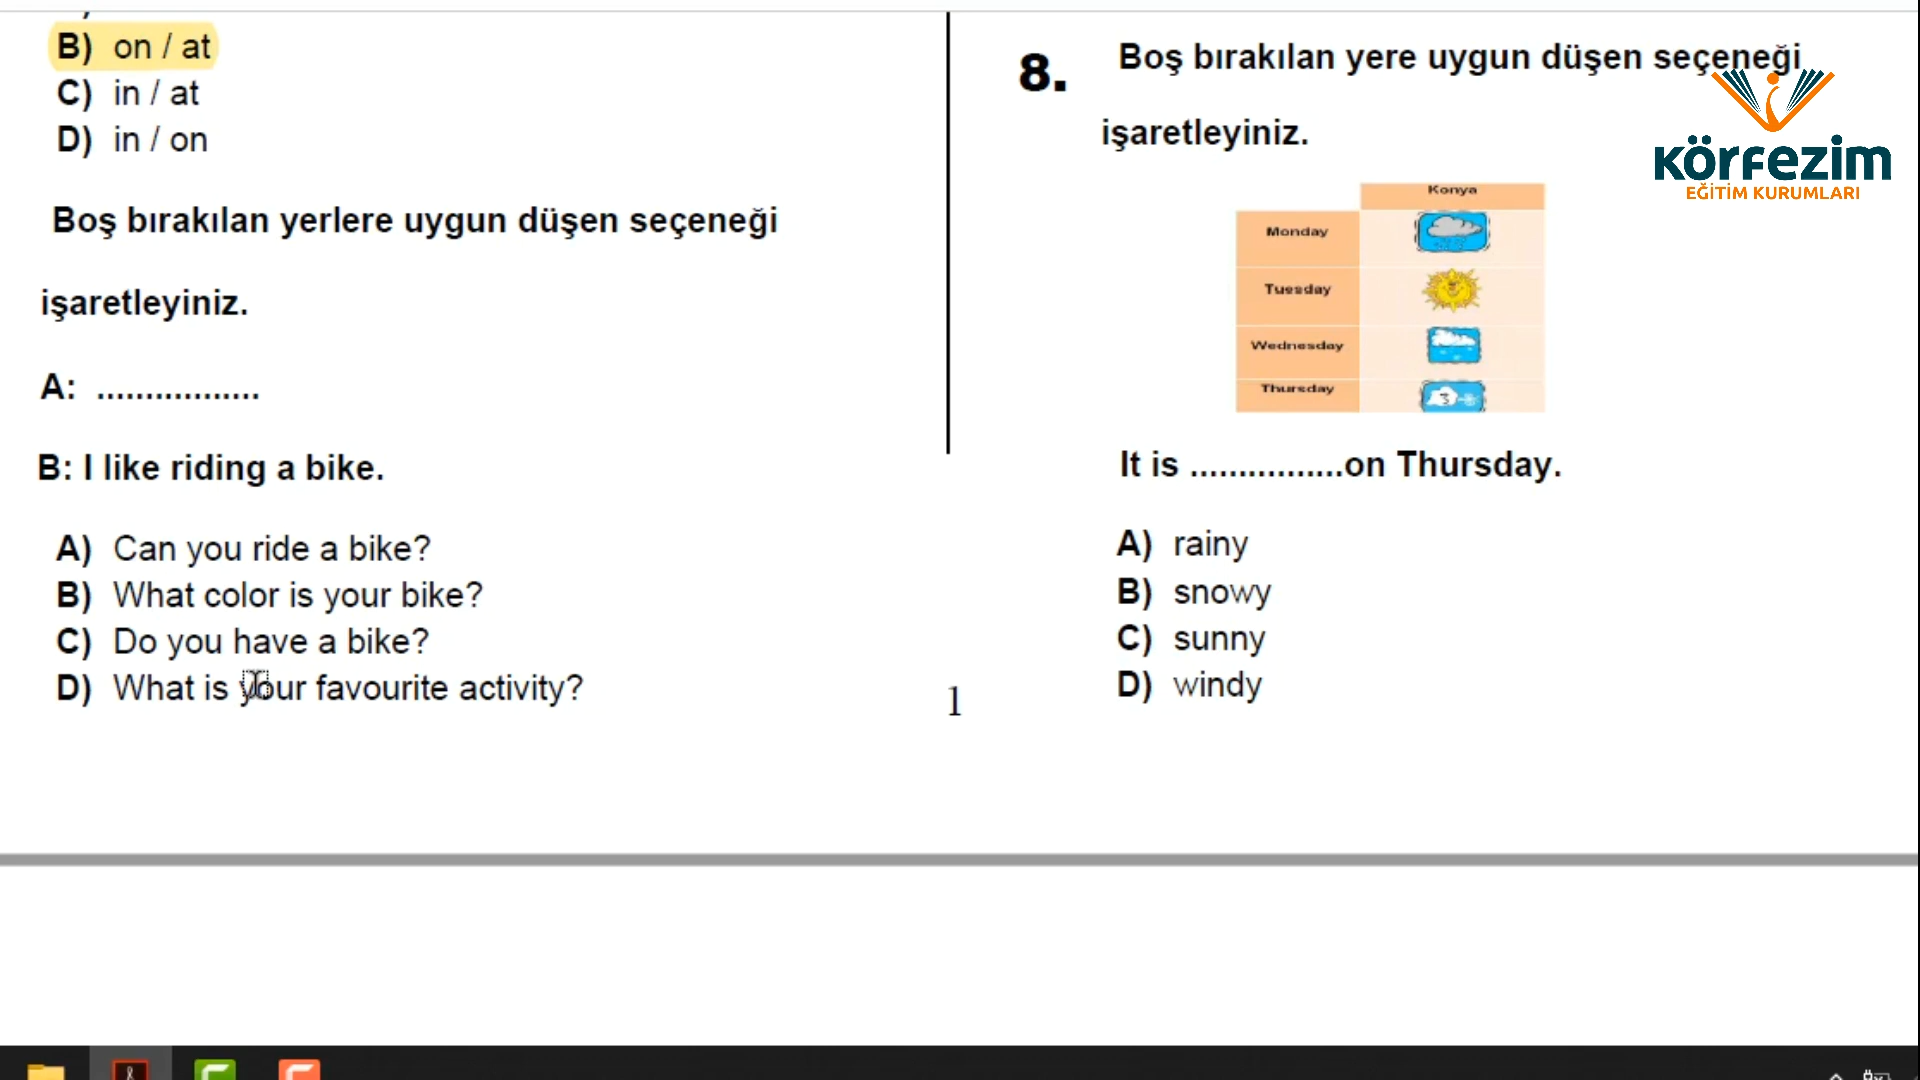 B) on / at
C) in / at
D) in / on
Boş bırakılan yerlere uygun düşen seçeneği
işaretleyiniz.
A: .................
B: I like riding a bike.
A) Can you ride a bike?
B) What color is your bike?
C) Do you have a bike?
D) What is your favourite activity?
1
8. Boş bırakılan yere uygun düşen seçeneği
işaretleyiniz.
körfezim
EĞİTİM KURUMLARI
Konya
Monday
Tuesday
Wednesday
Thursday
It is ................on Thursday.
A) rainy
B) snowy
C) sunny
D) windy